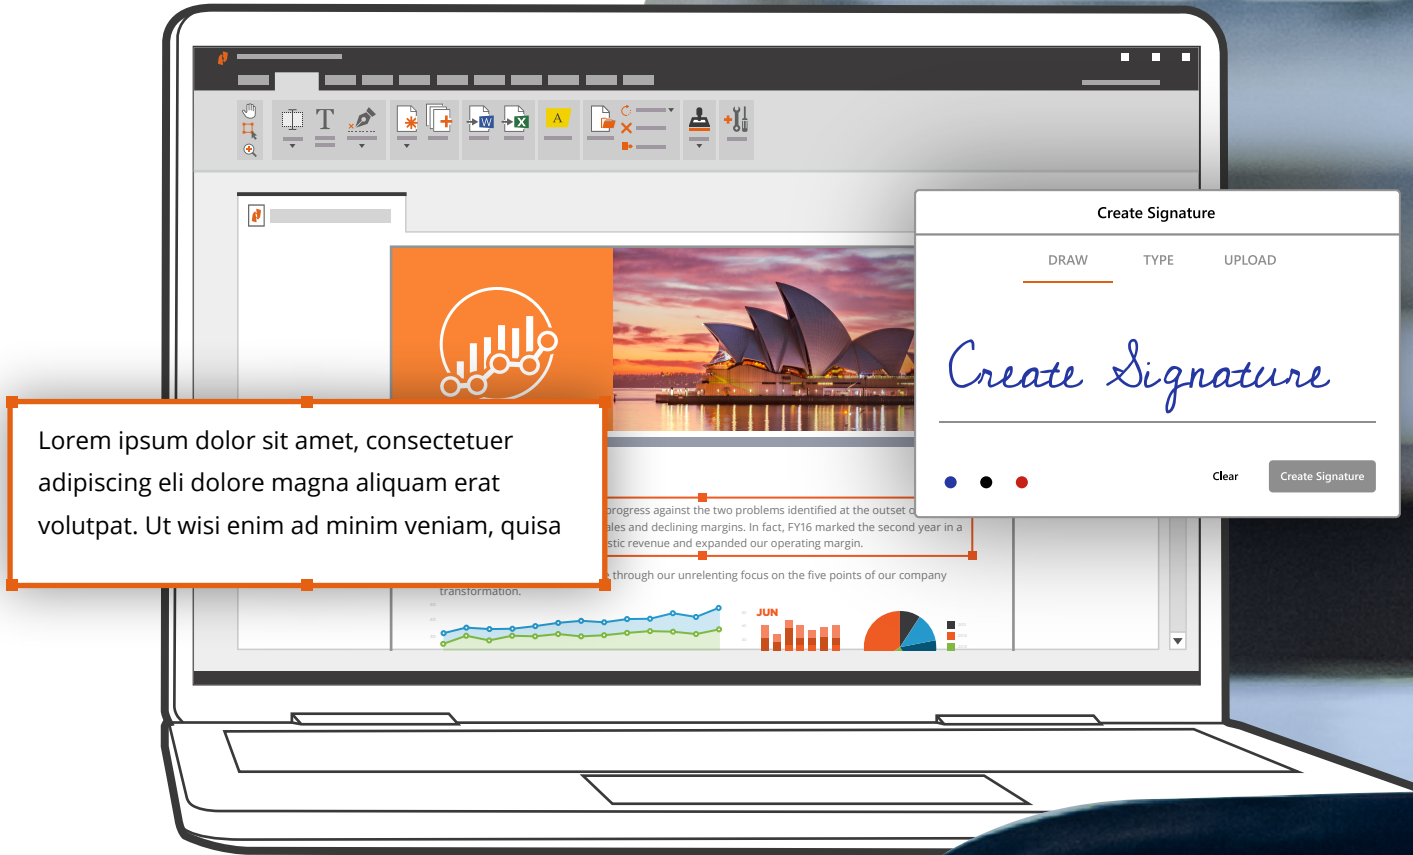 T
W
X
A
Create Signature
DRAW TYPE UPLOAD
Create Signature
Clear Create Signature
Lorem ipsum dolor sit amet, consectetuer
adipiscing eli dolore magna aliquam erat
volutpat. Ut wisi enim ad minim veniam, quisa
progress against the two problems identified at the outset
and declining margins. In fact, FY16 marked the second year in a
revenue and expanded our operating margin.
through our unrelenting focus on the five points of our company
transformation.
JUN